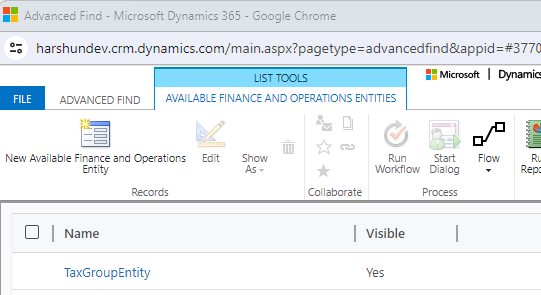 Advanced Find - Microsoft Dynamics 365 - Google Chrome
harshundev.crm.dynamics.com/main.aspx?pagetype=advancedfind&appid=#3770
LIST TOOLS
Microsoft | Dynamics
FILE ADVANCED FIND AVAILABLE FINANCE AND OPERATIONS ENTITIES
New Available Finance and Operations Entity
Edit
Show As
Run Workflow
Start Dialog
Flow
Records Collaborate Process
Name Visible
TaxGroupEntity Yes